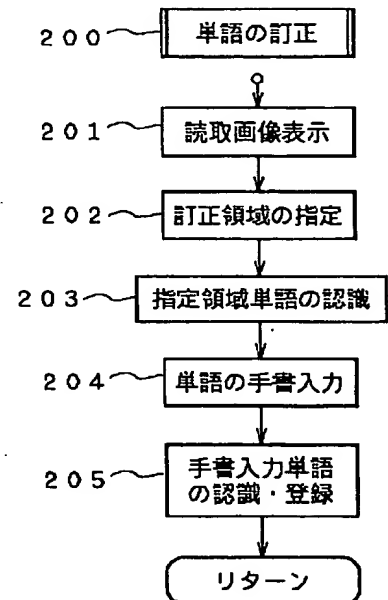 200 単語の訂正
201 読取画像表示
202 訂正領域の指定
203 指定領域単語の認識
204 単語の手書入力
205 手書入力単語
の認識・登録
リターン